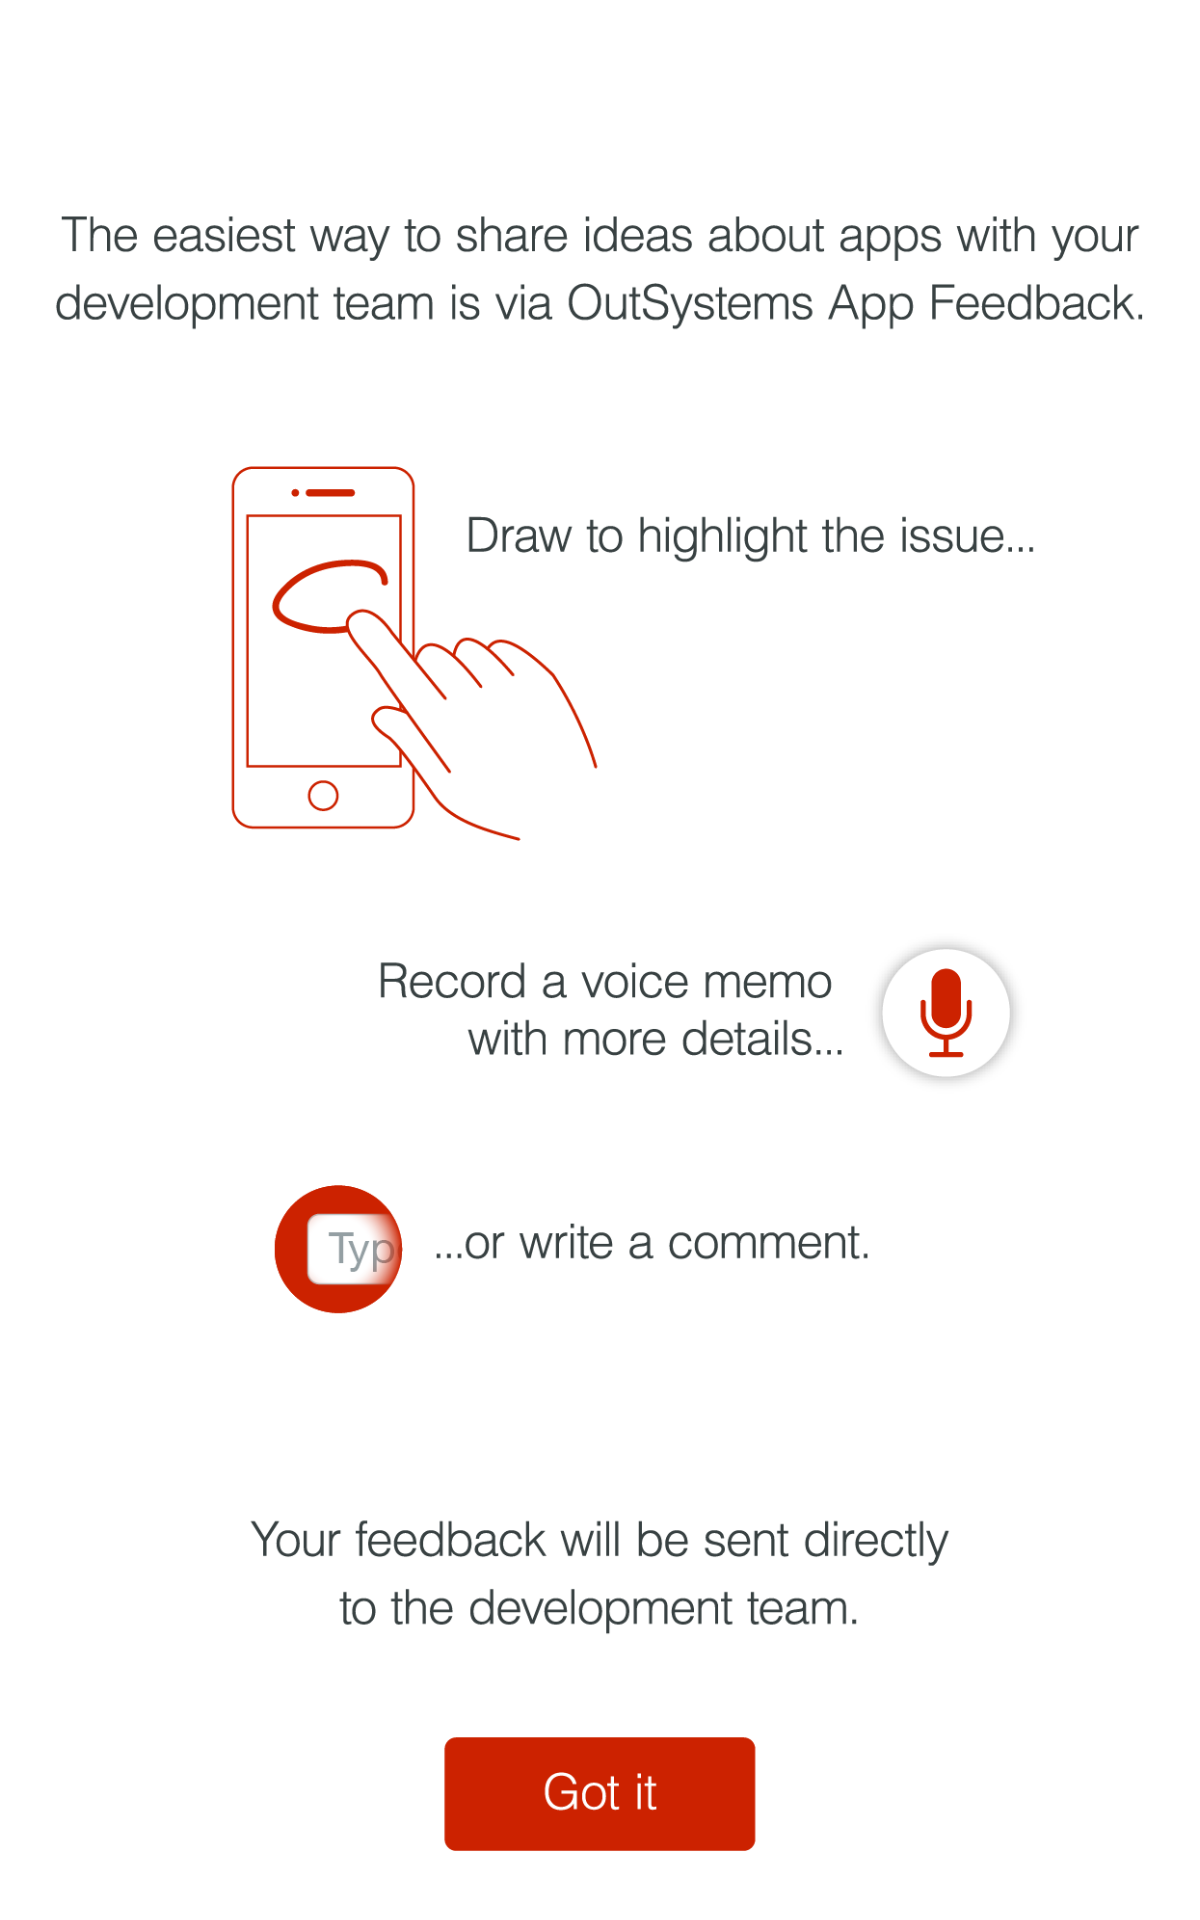 The easiest way to share ideas about apps with your
development team is via OutSystems App Feedback.
Draw to highlight the issue...
Record a voice memo
with more details...
Typ
...or write a comment.
Your feedback will be sent directly
to the development team.
Got it